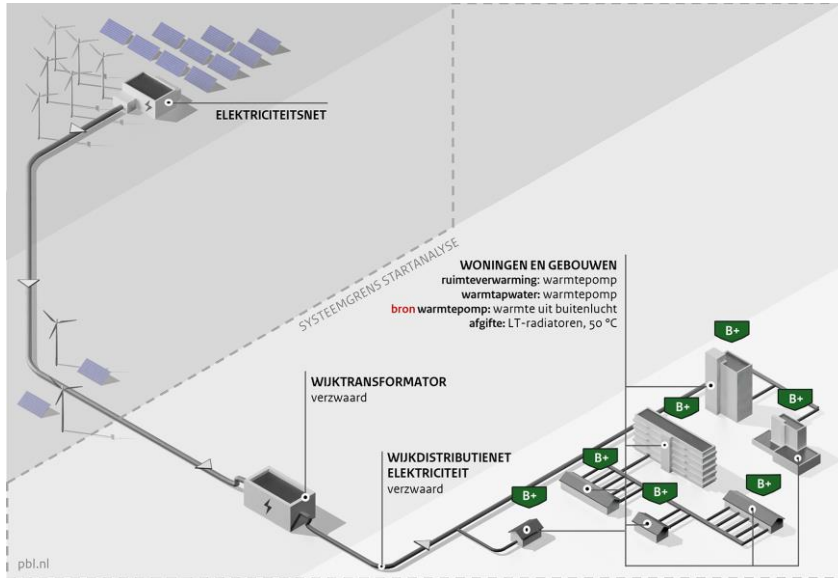 ELEKTRICITEITSNET
SYSTEEMGRENS STARTANALYSE
WONINGEN EN GEBOUWEN
ruimteverwarming: warmtepomp
warmtapwater: warmtepomp
bron warmtepomp: warmte uit buitenlucht
afgifte: LT-radiatoren, 50 °C
B+
B+
B+
WIJKTRANSFORMATOR
verzwaard
WIJKDISTRIBUTIENET
ELEKTRICITEIT
verzwaard
B+
B+
B+
B+
pbl.nl